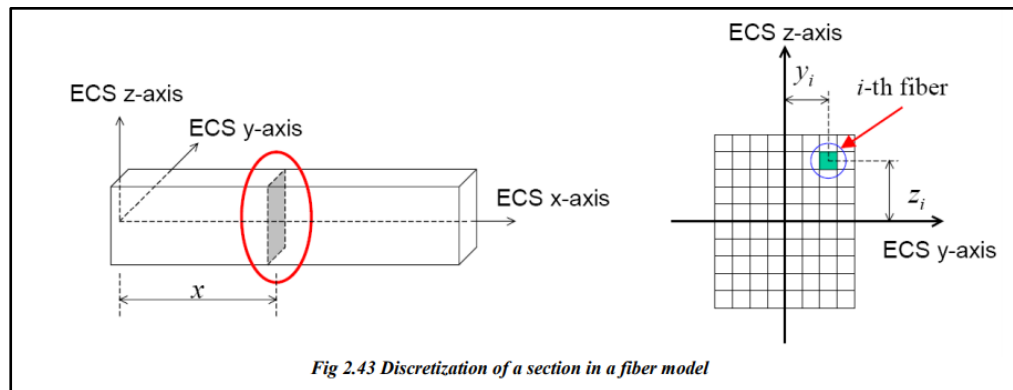 ECS z-axis
ECS y-axis
ECS x-axis
x
ECS z-axis
y_i
i-th fiber
z_i
ECS y-axis
Fig 2.43 Discretization of a section in a fiber model